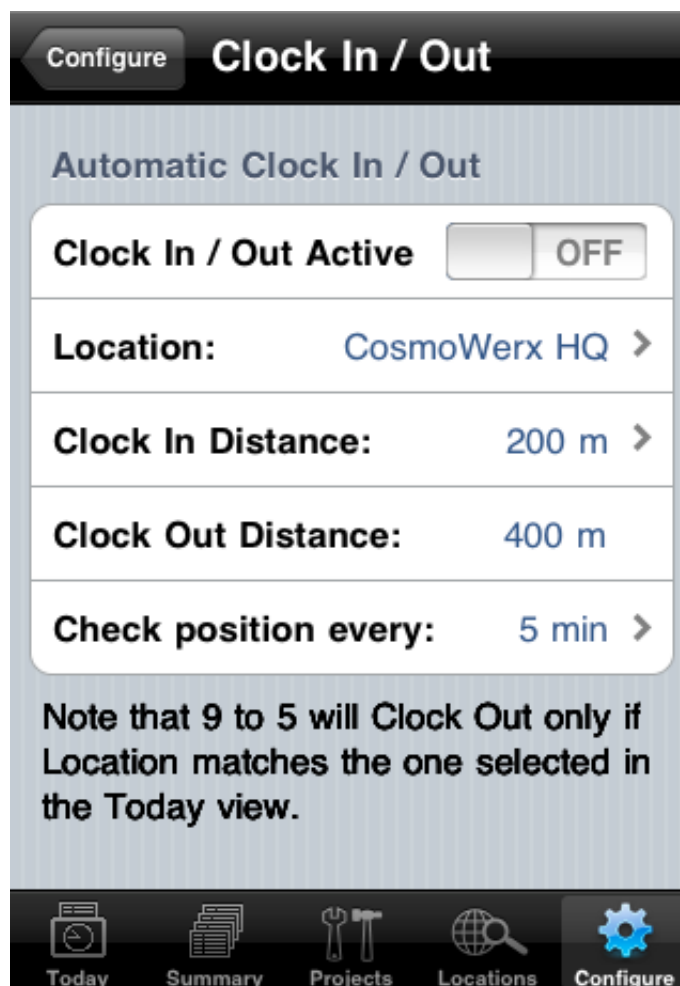 Configure Clock In / Out
Automatic Clock In / Out
Clock In / Out Active OFF
Location: CosmoWerx HQ
Clock In Distance: 200 m
Clock Out Distance: 400 m
Check position every: 5 min
Note that 9 to 5 will Clock Out only if
Location matches the one selected in
the Today view.
Today Summary Projects Locations Configure